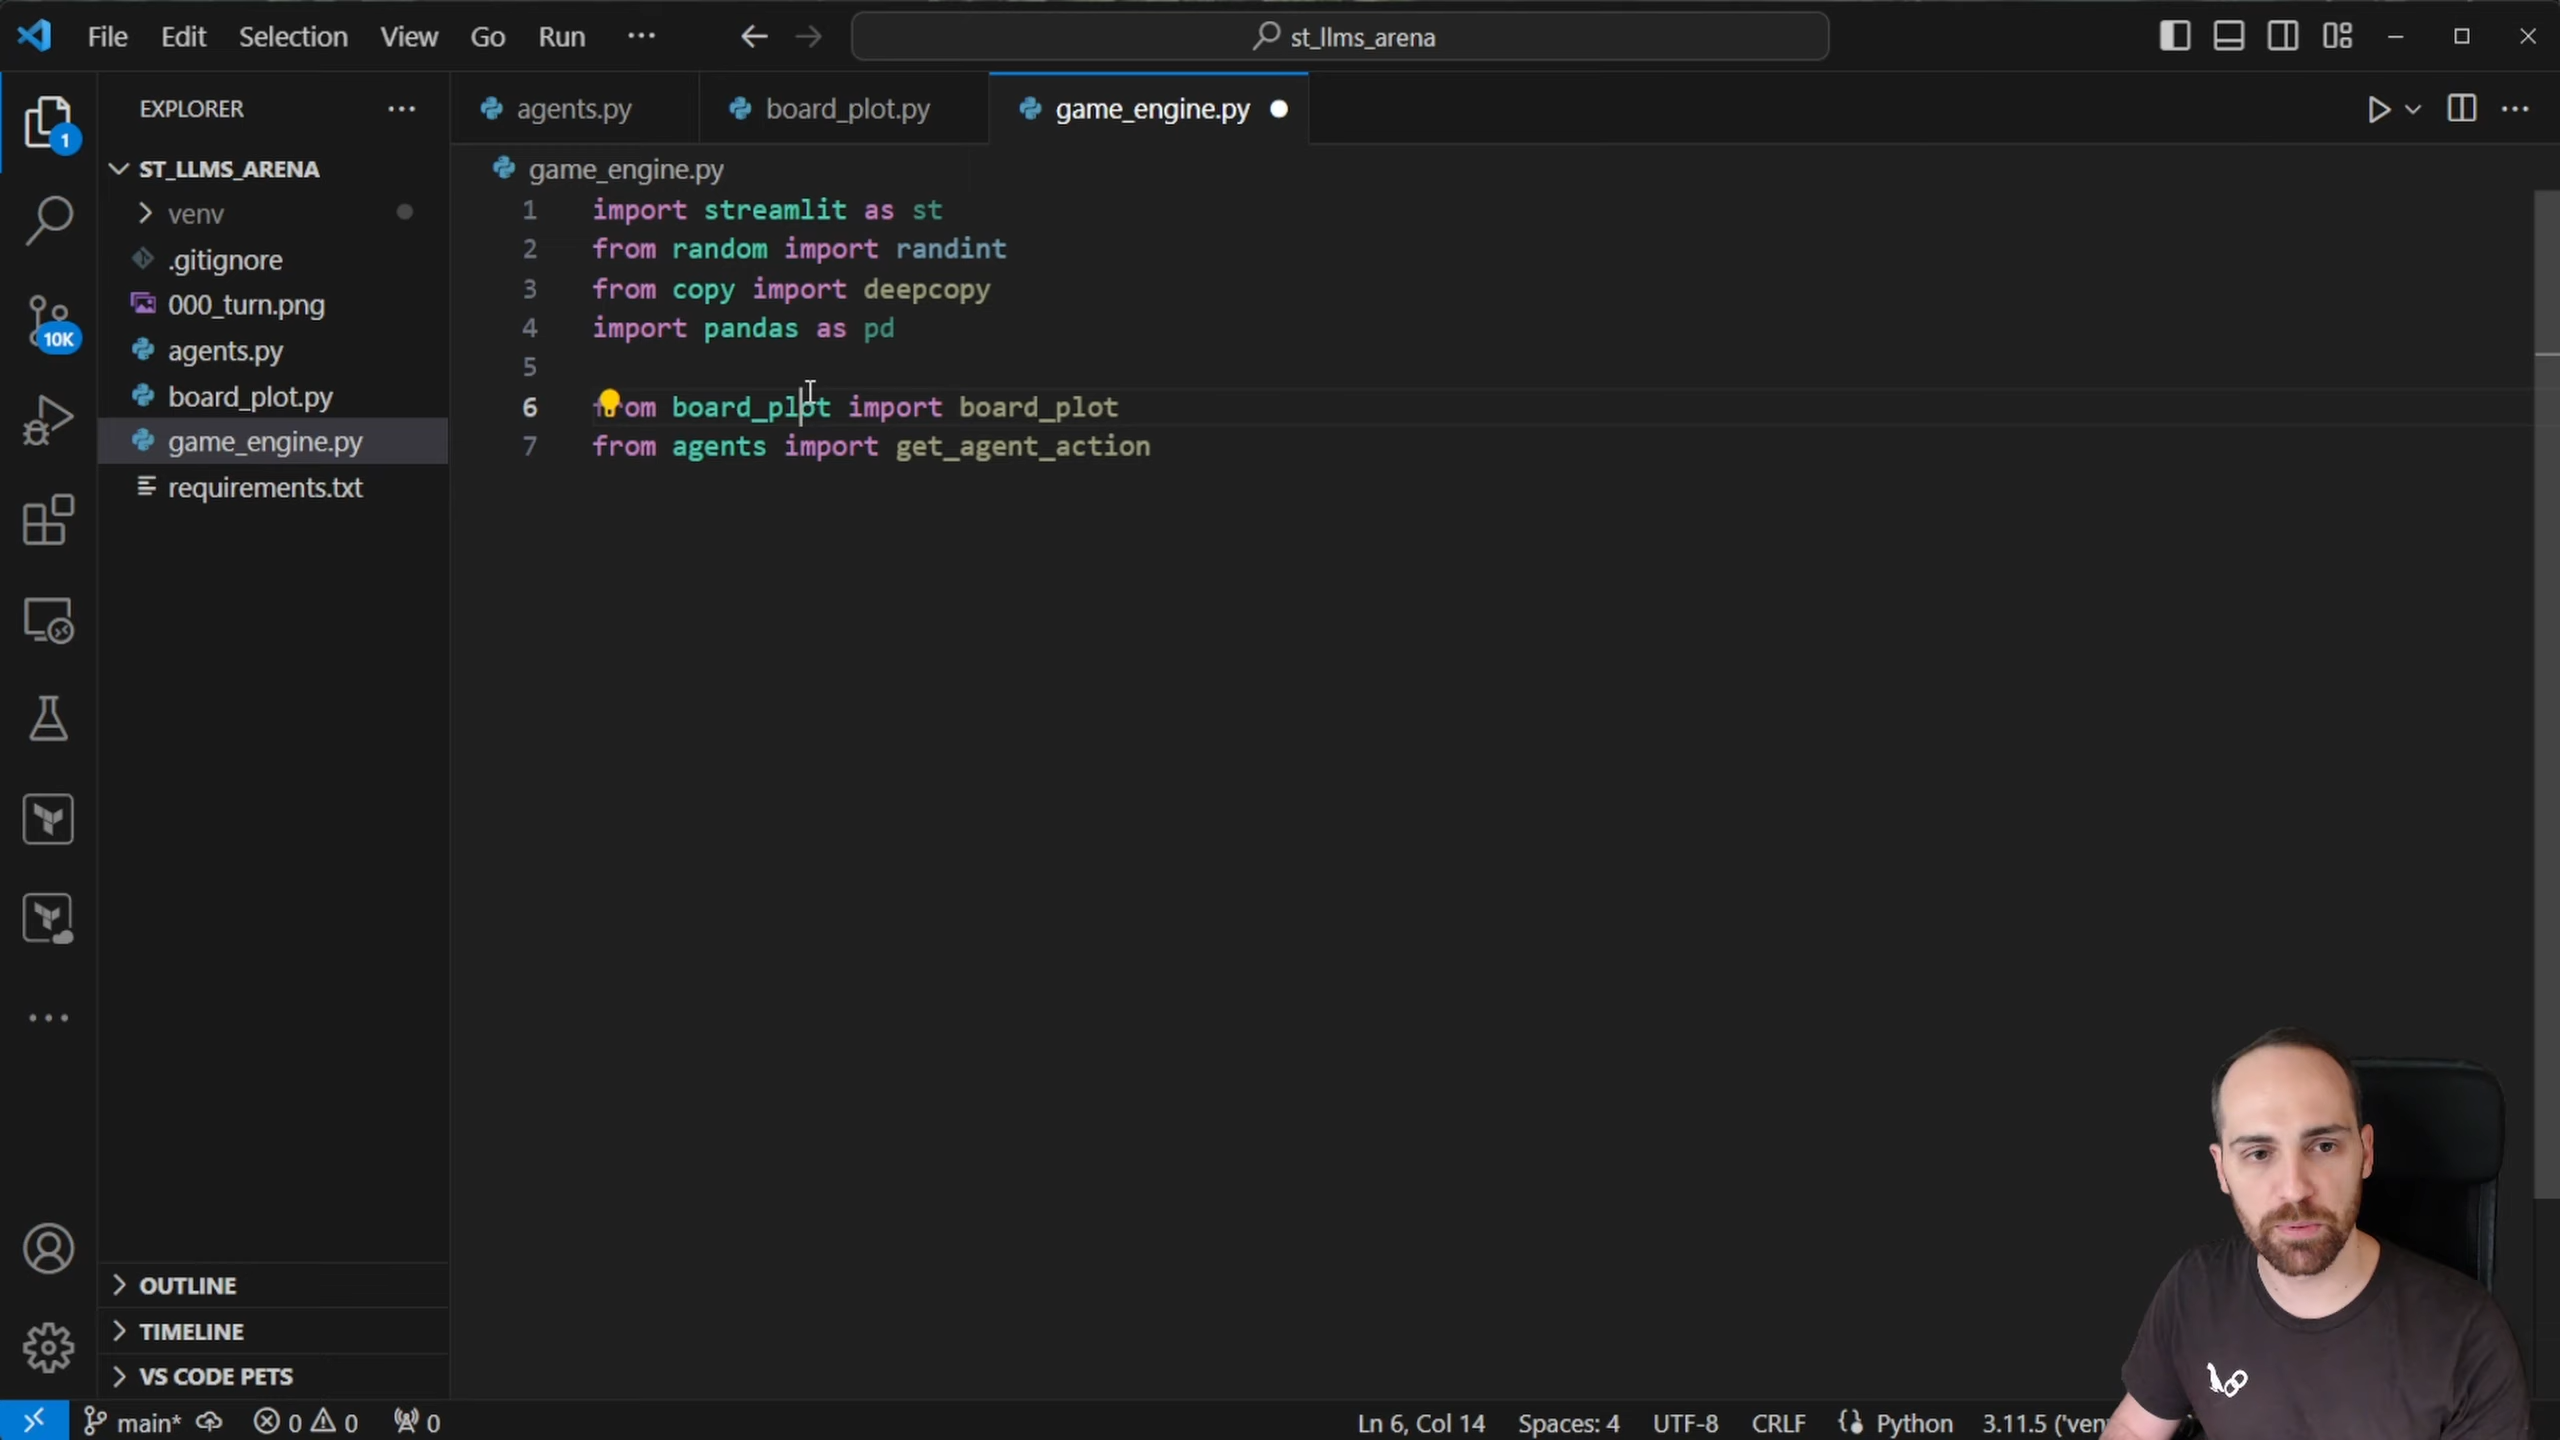 File Edit Selection View Go Run ···
st_llms_arena
EXPLORER ···
agents.py
board_plot.py
game_engine.py
1
ST_LLMS_ARENA
venv
.gitignore
000_turn.png
10K
agents.py
board_plot.py
game_engine.py
requirements.txt
game_engine.py
1 import streamlit as st
2 from random import randint
3 from copy import deepcopy
4 import pandas as pd
5
6 from board_plot import board_plot
7 from agents import get_agent_action
OUTLINE
TIMELINE
VS CODE PETS
main* 0 0 0
Ln 6, Col 14 Spaces: 4 UTF-8 CRLF Python 3.11.5 ('ven